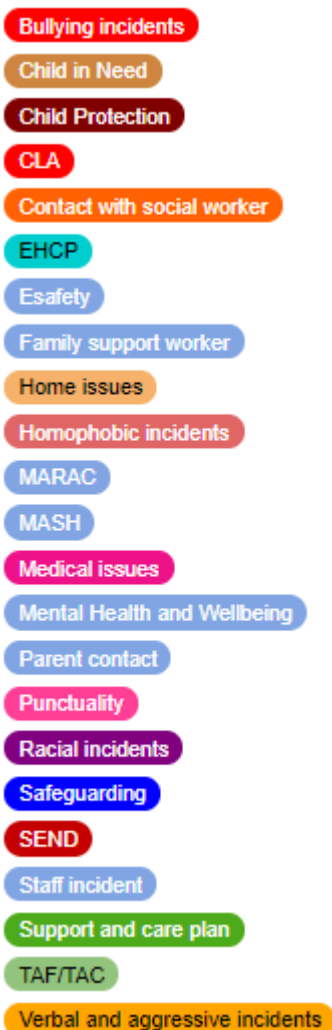 Bullying incidents
Child in Need
Child Protection
CLA
Contact with social worker
EHCP
Esafety
Family support worker
Home issues
Homophobic incidents
MARAC
MASH
Medical issues
Mental Health and Wellbeing
Parent contact
Punctuality
Racial incidents
Safeguarding
SEND
Staff incident
Support and care plan
TAF/TAC
Verbal and aggressive incidents